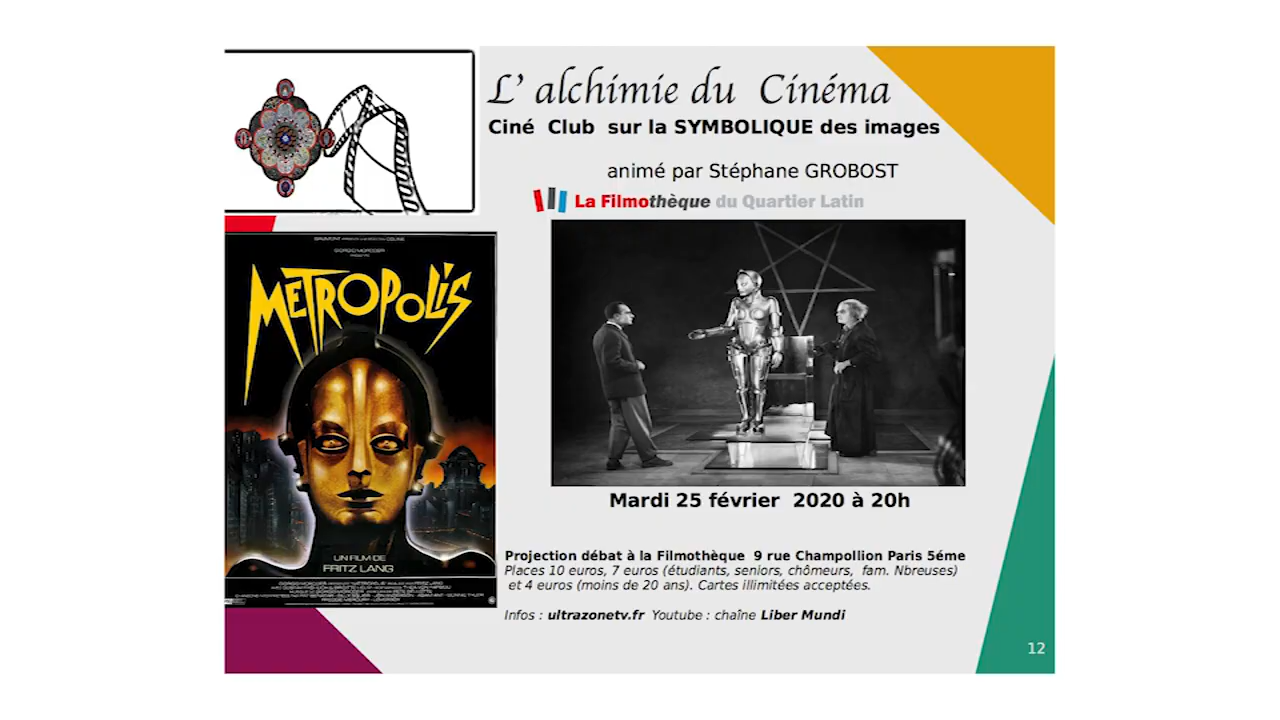 L' alchimie du Cinéma
Ciné Club sur la SYMBOLIQUE des images
animé par Stéphane GROBOST
La Filmothèque du Quartier Latin
GIORGIO MORODER
METROPOLIS
UN FILM DE
FRITZ LANG
Mardi 25 février 2020 à 20h
Projection débat à la Filmothèque 9 rue Champollion Paris 5éme
Places 10 euros, 7 euros (étudiants, seniors, chômeurs, fam. Nbreuses)
et 4 euros (moins de 20 ans). Cartes illimitées acceptées.
Infos : ultrazonetv.fr Youtube : chaîne Liber Mundi
12